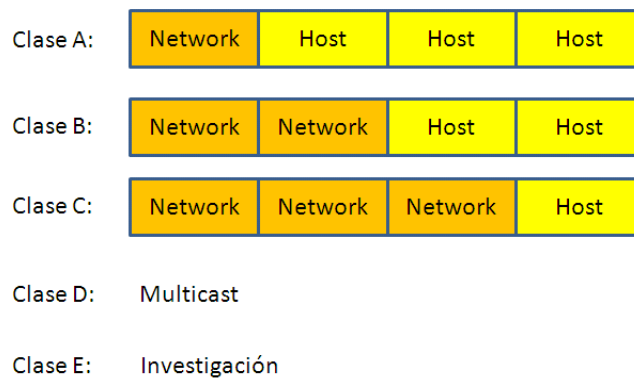 Clase A: Network Host Host Host
Clase B: Network Network Host Host
Clase C: Network Network Network Host
Clase D: Multicast
Clase E: Investigación